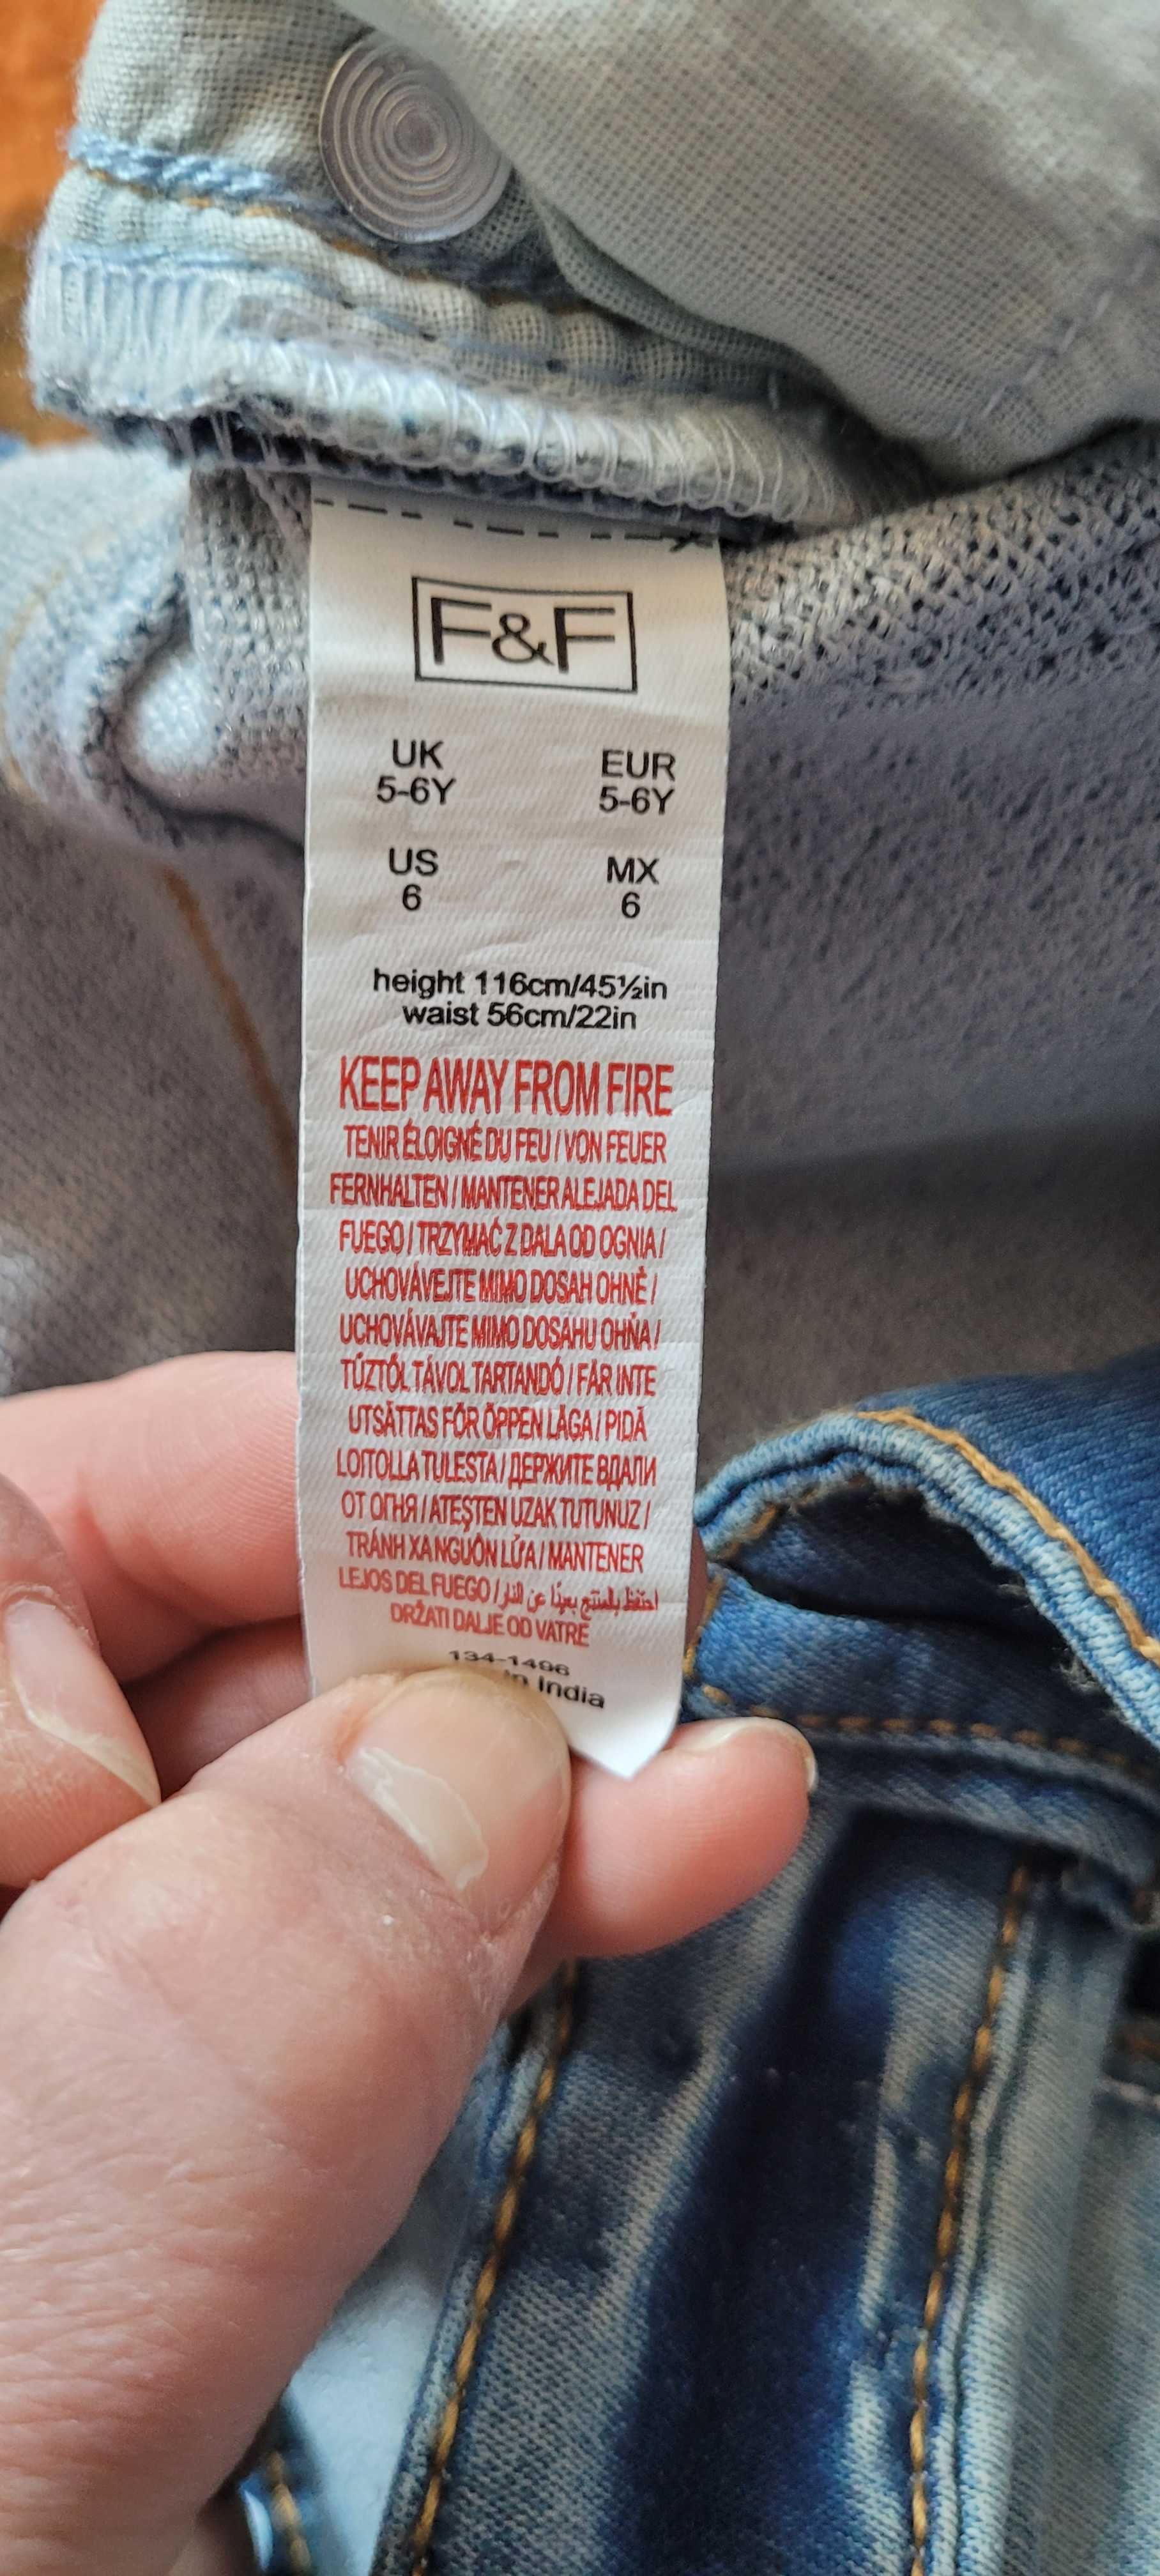 F&F
UK EUR
5-6Y 5-6Y
US MX
6 6
height 116cm/45½in
waist 56cm/22in
KEEP AWAY FROM FIRE
TENIR ÉLOIGNÉ DU FEU / VON FEUER
FERNHALTEN / MANTENER ALEJADA DEL
FUEGO / TRZYMAĆ Z DALA OD OGNIA /
UCHOVÁVEJTE MIMO DOSAH OHNĚ /
UCHOVÁVAJTE MIMO DOSAHU OHŇA /
TŰZTŐL TÁVOL TARTANDÓ / FÅR INTE
UTSÄTTAS FÖR ÖPPEN LÅGA / PIDÄ
LOITOLLA TULESTA / ДЕРЖИТЕ ВДАЛИ
ОТ ОГНЯ / ATEŞTEN UZAK TUTUNUZ /
TRÁNH XA NGUỒN LỬA / MANTENER
LEJOS DEL FUEGO / احتفظ بالمنتج بعيدًا عن النار
DRŽATI DALJE OD VATRE
134-1496
in India